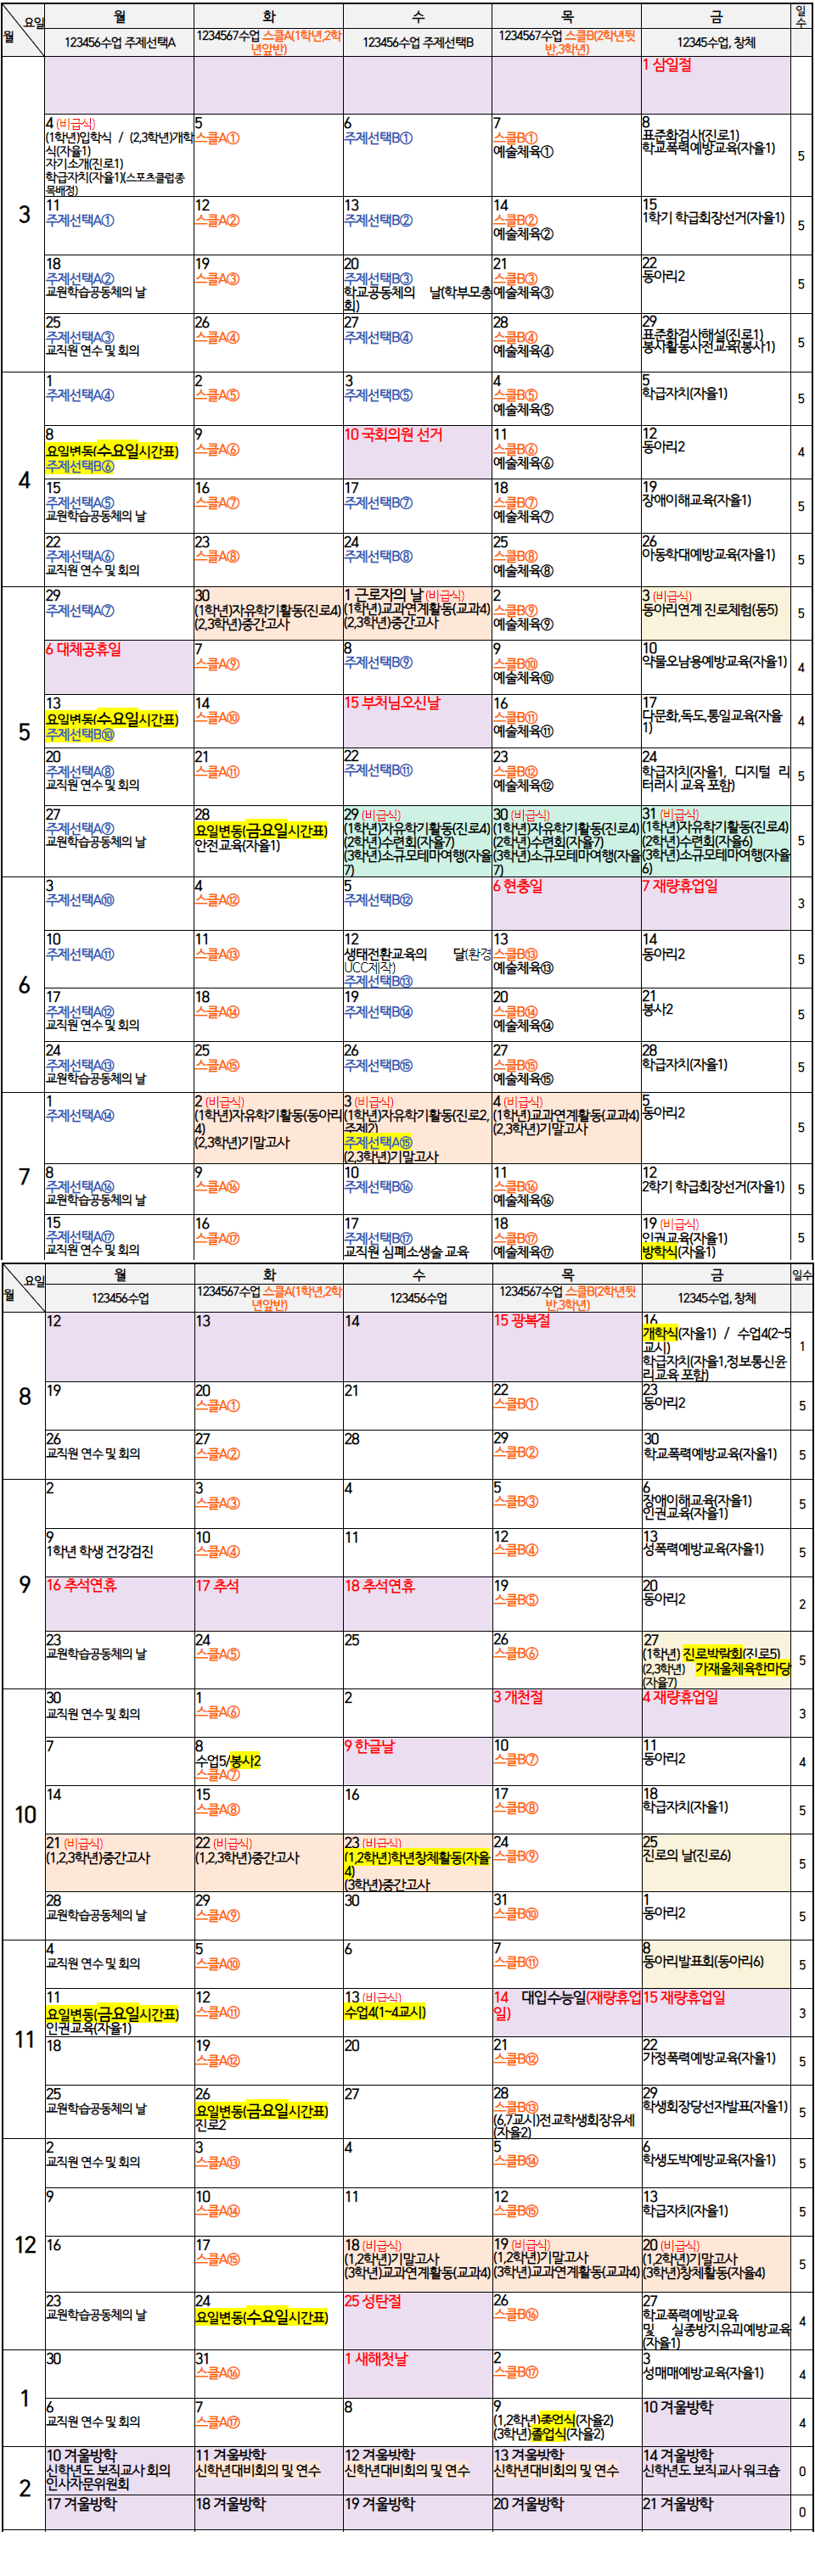 요일
월
월
화
수
목
금
일수
123456수업 주제선택A
1234567수업 스클A(1학년,2학년앞반)
123456수업 주제선택B
1234567수업 스클B(2학년뒷반,3학년)
12345수업, 창체
3
1 삼일절
4 (비급식)
(1학년)입학식 / (2,3학년)개학식(자율1)
자기소개(진로1)
학급자치(자율1)(스포츠클럽종목배정)
5
스클A①
6
주제선택B①
7
스클B①
예술체육①
8
표준화검사(진로1)
학교폭력예방교육(자율1)
5
11
주제선택A①
12
스클A②
13
주제선택B②
14
스클B②
예술체육②
15
1학기 학급회장선거(자율1)
5
18
주제선택A②
교원학습공동체의 날
19
스클A③
20
주제선택B③
학교공동체의 날(학부모총회)
21
스클B③
예술체육③
22
동아리2
5
25
주제선택A③
교직원 연수 및 회의
26
스클A④
27
주제선택B④
28
스클B④
예술체육④
29
표준화검사해설(진로1)
봉사활동사전교육(봉사1)
5
4
1
주제선택A④
2
스클A⑤
3
주제선택B⑤
4
스클B⑤
예술체육⑤
5
학급자치(자율1)
5
8
요일변동(수요일시간표)
주제선택B⑥
9
스클A⑥
10 국회의원 선거
11
스클B⑥
예술체육⑥
12
동아리2
4
15
주제선택A⑤
교원학습공동체의 날
16
스클A⑦
17
주제선택B⑦
18
스클B⑦
예술체육⑦
19
장애이해교육(자율1)
5
22
주제선택A⑥
교직원 연수 및 회의
23
스클A⑧
24
주제선택B⑧
25
스클B⑧
예술체육⑧
26
아동학대예방교육(자율1)
5
5
29
주제선택A⑦
30
(1학년)자유학기활동(진로4)
(2,3학년)중간고사
1 근로자의 날 (비급식)
(1학년)교과연계활동(교과4)
(2,3학년)중간고사
2
스클B⑨
예술체육⑨
3 (비급식)
동아리연계 진로체험(동5)
5
6 대체공휴일
7
스클A⑨
8
주제선택B⑨
9
스클B⑩
예술체육⑩
10
약물오남용예방교육(자율1)
4
13
요일변동(수요일시간표)
주제선택B⑩
14
스클A⑩
15 부처님오신날
16
스클B⑪
예술체육⑪
17
다문화,독도,통일교육(자율1)
4
20
주제선택A⑧
교직원 연수 및 회의
21
스클A⑪
22
주제선택B⑪
23
스클B⑫
예술체육⑫
24
학급자치(자율1, 디지털 리터러시 교육 포함)
5
27
주제선택A⑨
교원학습공동체의 날
28
요일변동(금요일시간표)
안전교육(자율1)
29 (비급식)
(1학년)자유학기활동(진로4)
(2학년)수련회(자율7)
(3학년)소규모테마여행(자율7)
30 (비급식)
(1학년)자유학기활동(진로4)
(2학년)수련회(자율7)
(3학년)소규모테마여행(자율7)
31 (비급식)
(1학년)자유학기활동(진로4)
(2학년)수련회(자율6)
(3학년)소규모테마여행(자율6)
5
6
3
주제선택A⑩
4
스클A⑫
5
주제선택B⑫
6 현충일
7 재량휴업일
3
10
주제선택A⑪
11
스클A⑬
12
생태전환교육의 달(환경UCC제작)
주제선택B⑬
13
스클B⑬
예술체육⑬
14
동아리2
5
17
주제선택A⑫
교직원 연수 및 회의
18
스클A⑭
19
주제선택B⑭
20
스클B⑭
예술체육⑭
21
봉사2
5
24
주제선택A⑬
교원학습공동체의 날
25
스클A⑮
26
주제선택B⑮
27
스클B⑮
예술체육⑮
28
학급자치(자율1)
5
7
1
주제선택A⑭
2 (비급식)
(1학년)자유학기활동(동아리4)
(2,3학년)기말고사
3 (비급식)
(1학년)자유학기활동(진로2,주제2)
주제선택A⑮
(2,3학년)기말고사
4 (비급식)
(1학년)교과연계활동(교과4)
(2,3학년)기말고사
5
동아리2
5
8
주제선택A⑯
교원학습공동체의 날
9
스클A⑯
10
주제선택B⑯
11
스클B⑯
예술체육⑯
12
2학기 학급회장선거(자율1)
5
15
주제선택A⑰
교직원 연수 및 회의
16
스클A⑰
17
주제선택B⑰
교직원 심폐소생술 교육
18
스클B⑰
예술체육⑰
19 (비급식)
인권교육(자율1)
방학식(자율1)
5
요일
월
월
화
수
목
금
일수
123456수업
1234567수업 스클A(1학년,2학년앞반)
123456수업
1234567수업 스클B(2학년뒷반,3학년)
12345수업, 창체
8
12
13
14
15 광복절
16
개학식(자율1) / 수업4(2~5교시)
학급자치(자율1,정보통신윤리교육 포함)
1
19
20
스클A①
21
22
스클B①
23
동아리2
5
26
교직원 연수 및 회의
27
스클A②
28
29
스클B②
30
학교폭력예방교육(자율1)
5
9
2
3
스클A③
4
5
스클B③
6
장애이해교육(자율1)
인권교육(자율1)
5
9
1학년 학생 건강검진
10
스클A④
11
12
스클B④
13
성폭력예방교육(자율1)
5
16 추석연휴
17 추석
18 추석연휴
19
스클B⑤
20
동아리2
2
23
교원학습공동체의 날
24
스클A⑤
25
26
스클B⑥
27
(1학년) 진로박람회(진로5)
(2,3학년) 가재울체육한마당(자율7)
5
10
30
교직원 연수 및 회의
1
스클A⑥
2
3 개천절
4 재량휴업일
3
7
8
수업5/봉사2
스클A⑦
9 한글날
10
스클B⑦
11
동아리2
4
14
15
스클A⑧
16
17
스클B⑧
18
학급자치(자율1)
5
21 (비급식)
(1,2,3학년)중간고사
22 (비급식)
(1,2,3학년)중간고사
23 (비급식)
(1,2학년)학년창체활동(자율4)
(3학년)중간고사
24
스클B⑨
25
진로의 날(진로6)
5
28
교원학습공동체의 날
29
스클A⑨
30
31
스클B⑩
1
동아리2
5
11
4
교직원 연수 및 회의
5
스클A⑩
6
7
스클B⑪
8
동아리발표회(동아리6)
5
11
요일변동(금요일시간표)
인권교육(자율1)
12
스클A⑪
13 (비급식)
수업4(1~4교시)
14 대입수능일(재량휴업일)
15 재량휴업일
3
18
19
스클A⑫
20
21
스클B⑫
22
가정폭력예방교육(자율1)
5
25
교원학습공동체의 날
26
요일변동(금요일시간표)
진로2
27
28
스클B⑬
(6,7교시)전교학생회장유세(자율2)
29
학생회장당선자발표(자율1)
5
12
2
교직원 연수 및 회의
3
스클A⑬
4
5
스클B⑭
6
학생도박예방교육(자율1)
5
9
10
스클A⑭
11
12
스클B⑮
13
학급자치(자율1)
5
16
17
스클A⑮
18 (비급식)
(1,2학년)기말고사
(3학년)교과연계활동(교과4)
19 (비급식)
(1,2학년)기말고사
(3학년)교과연계활동(교과4)
20 (비급식)
(1,2학년)기말고사
(3학년)창체활동(자율4)
5
23
교원학습공동체의 날
24
요일변동(수요일시간표)
25 성탄절
26
스클B⑯
27
학교폭력예방교육
및 실종방지유괴예방교육(자율1)
4
1
30
31
스클A⑯
1 새해첫날
2
스클B⑰
3
성매매예방교육(자율1)
4
6
교직원 연수 및 회의
7
스클A⑰
8
9
(1,2학년)종업식(자율2)
(3학년)졸업식(자율2)
10 겨울방학
4
2
10 겨울방학
신학년도 보직교사 회의
인사자문위원회
11 겨울방학
신학년대비회의 및 연수
12 겨울방학
신학년대비회의 및 연수
13 겨울방학
신학년대비회의 및 연수
14 겨울방학
신학년도 보직교사 워크숍
0
17 겨울방학
18 겨울방학
19 겨울방학
20 겨울방학
21 겨울방학
0